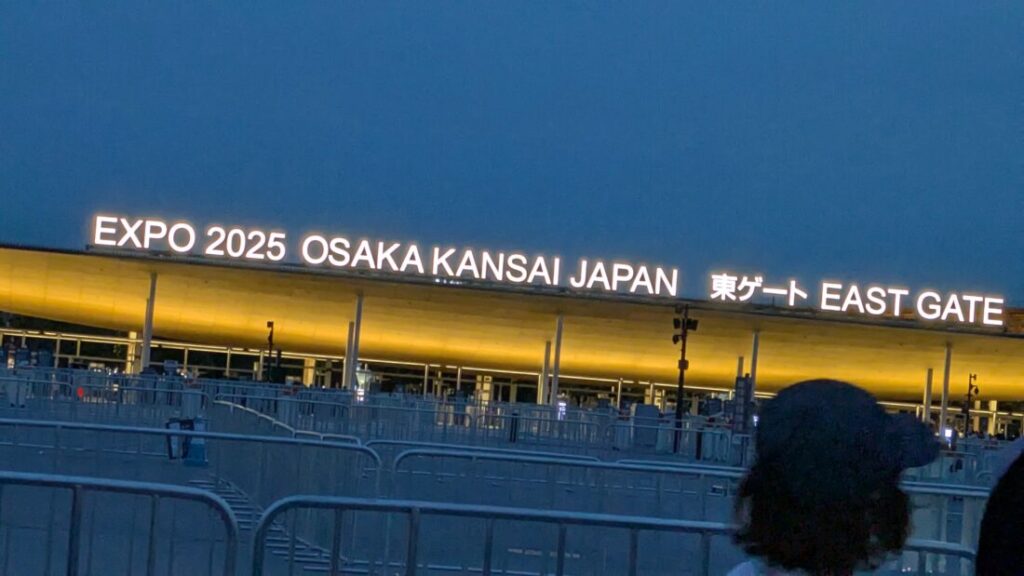 EXPO 2025 OSAKA KANSAI JAPAN 東ゲート EAST GATE